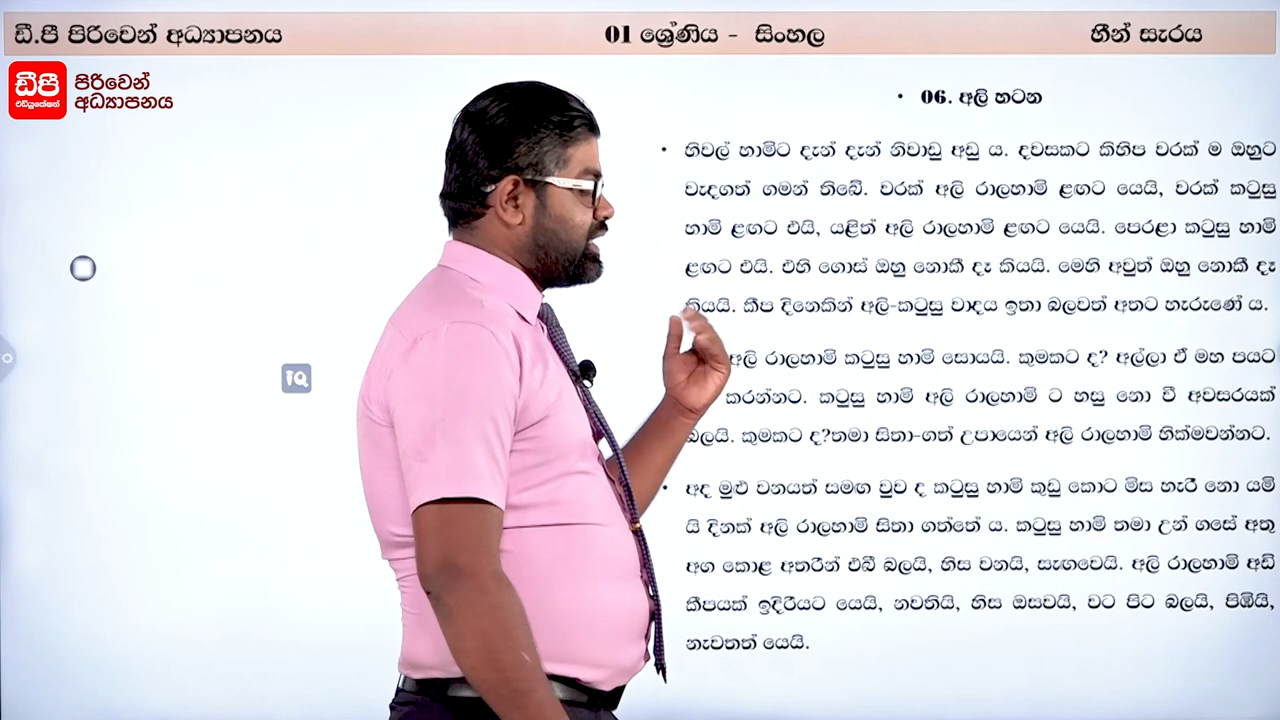 ඩී.පී පිරිවෙන් අධ්‍යාපනය 01 ශ්‍රේණිය - සිංහල හීන් සැරය
ඩීපී
එඩියුකේෂන්
පිරිවෙන්
අධ්‍යාපනය
• 06. අලි හටන
• හිවල් හාමිට දැන් දැන් නිවාඩු අඩු ය. දවසකට කිහිප වරක් ම ඔහුට
වැදගත් ගමන් තිබේ. වරක් අලි රාලහාමි ළඟට යෙයි, වරක් කටුසු
හාමි ළඟට එයි, යළිත් අලි රාලහාමි ළඟට යෙයි. පෙරළා කටුසු හාමි
ළඟට එයි. එහි ගොස් ඔහු නොකී දෑ කියයි. මෙහි අවුත් ඔහු නොකී දෑ
කියයි. කීප දිනෙකින් අලි-කටුසු වාදය ඉතා බලවත් අතට හැරුණේ ය.
අලි රාලහාමි කටුසු හාමි සොයයි. කුමකට ද? අල්ලා ඒ මහ පයට
කරන්නට. කටුසු හාමි අලි රාලහාමි ට හසු නො වී අවසරයක්
බලයි. කුමකට ද?තමා සිතා-ගත් උපායෙන් අලි රාලහාමි හික්මවන්නට.
• අද මුළු වනයත් සමඟ වුව ද කටුසු හාමි කුඩු කොට මිස හැරී නො යමි
යි දිනක් අලි රාලහාමි සිතා ගත්තේ ය. කටුසු හාමි තමා උන් ගසේ අතු
අග කොළ අතරින් එබී බලයි, හිස වනයි, සැඟවෙයි. අලි රාලහාමි අඩි
කීපයක් ඉදිරියට යෙයි, නවතියි, හිස ඔසවයි, වට පිට බලයි, පිඹියි,
නැවතත් යෙයි.